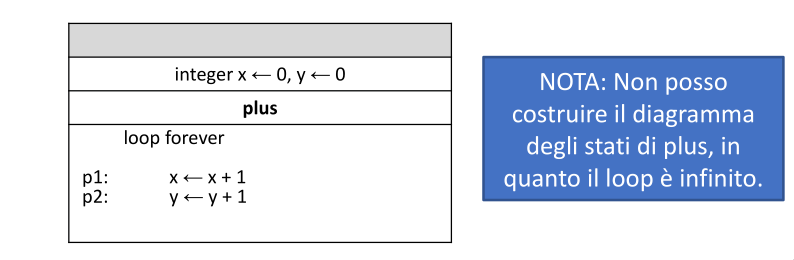 integer x ← 0, y ← 0
plus
loop forever
p1: x ← x + 1
p2: y ← y + 1
NOTA: Non posso
costruire il diagramma
degli stati di plus, in
quanto il loop è infinito.